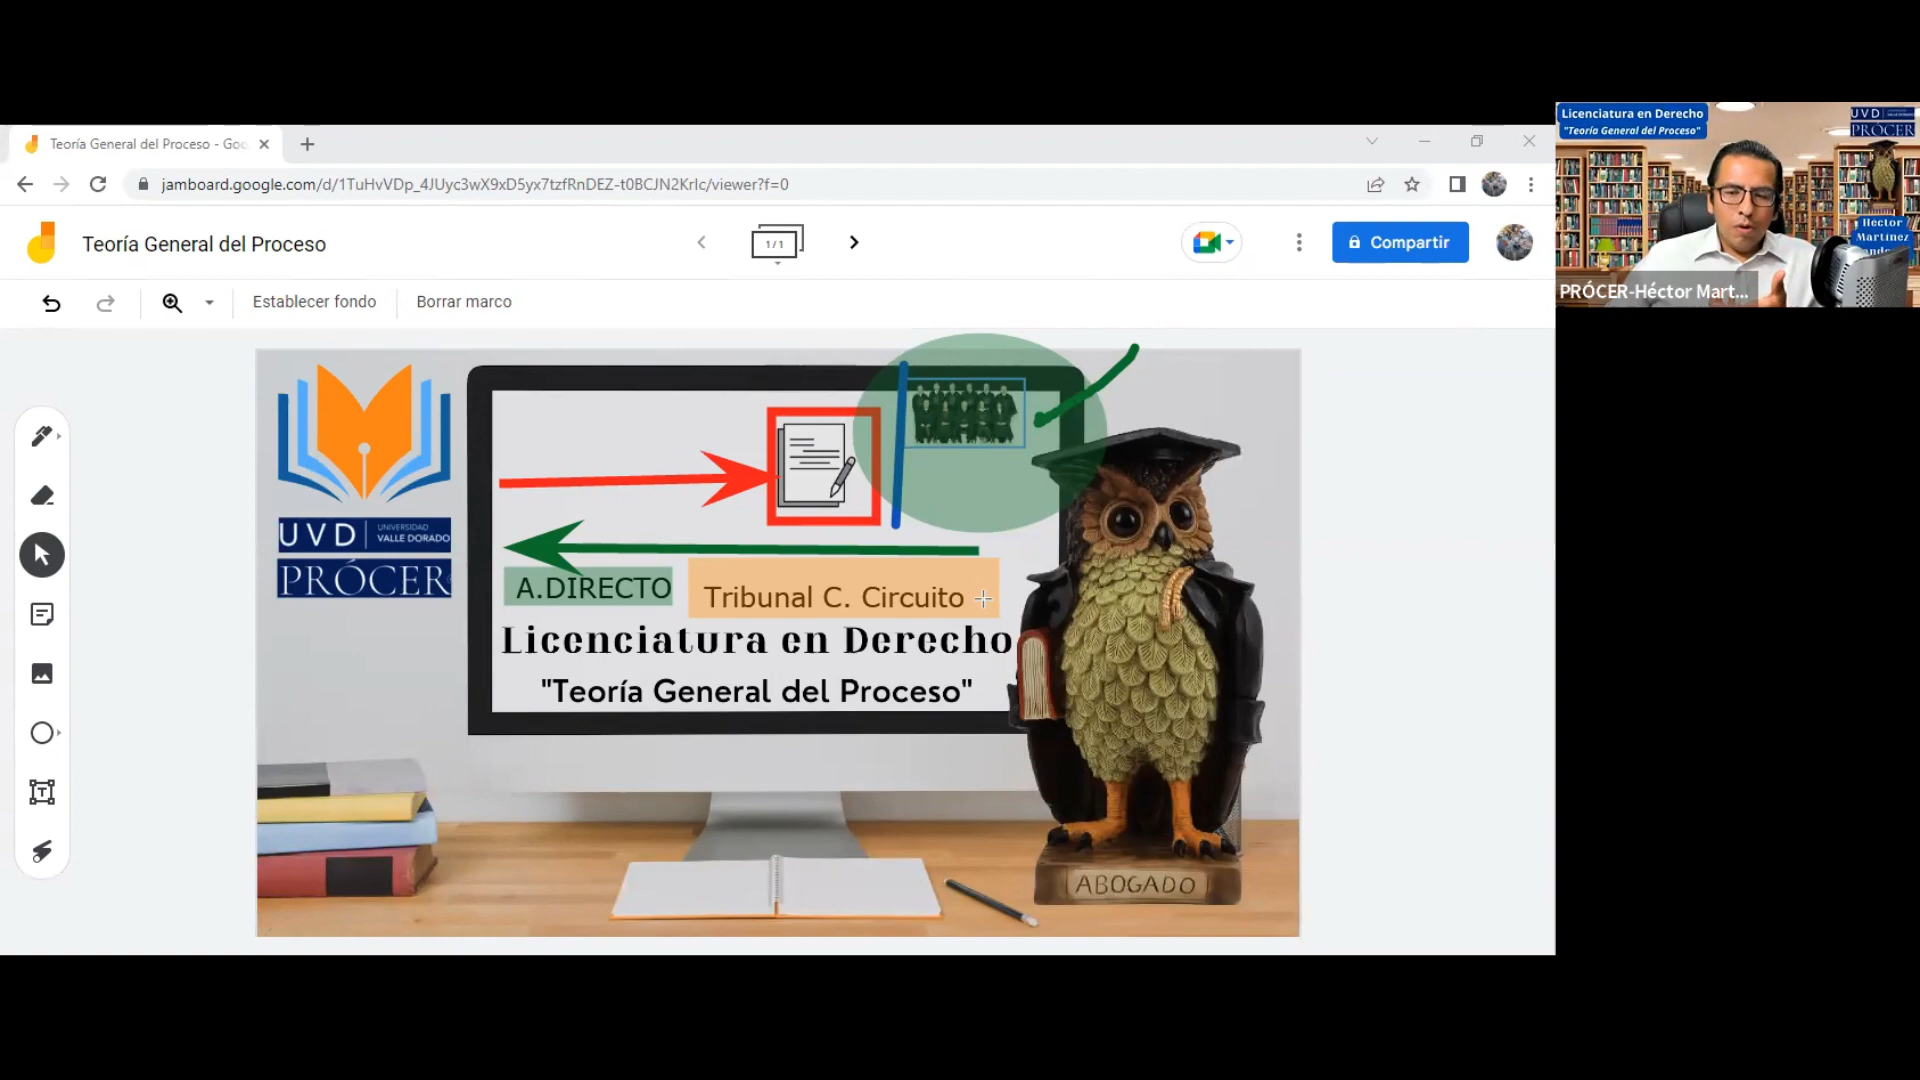 Teoría General del Proceso - Goo
jamboard.google.com/d/1TuHvVDp_4JUyc3wX9xD5yx7tzfRnDEZ-t0BCJN2KrIc/viewer?f=0
Teoría General del Proceso
1/1
Compartir
Establecer fondo
Borrar marco
UVD
UNIVERSIDAD
VALLE DORADO
PRÓCER
A.DIRECTO
Tribunal C. Circuito
Licenciatura en Derecho
"Teoría General del Proceso"
ABOGADO
Licenciatura en Derecho
"Teoría General del Proceso"
UVD
PRÓCER
Héctor
Martínez
PRÓCER-Héctor Mart...